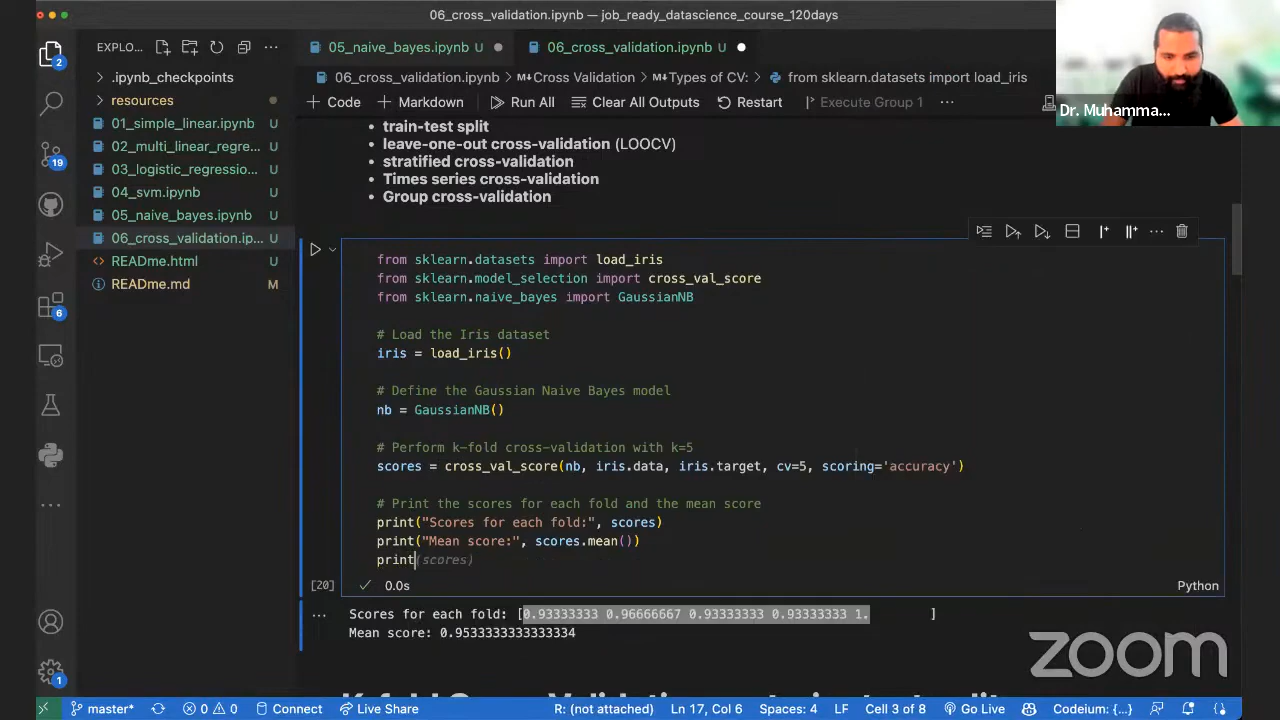 06_cross_validation.ipynb — job_ready_datascience_course_120days
EXPLO...
05_naive_bayes.ipynb U
06_cross_validation.ipynb U
06_cross_validation.ipynb > M↓Cross Validation > M↓Types of CV: > from sklearn.datasets import load_iris
+ Code + Markdown Run All Clear All Outputs Restart Execute Group 1 ...
Dr. Muhamma...
.ipynb_checkpoints
resources
01_simple_linear.ipynb U
02_multi_linear_regre... U
03_logistic_regressio... U
04_svm.ipynb U
05_naive_bayes.ipynb U
06_cross_validation.ip... U
READme.html U
READme.md M
2
19
6
1
• train-test split
• leave-one-out cross-validation (LOOCV)
• stratified cross-validation
• Times series cross-validation
• Group cross-validation
from sklearn.datasets import load_iris
from sklearn.model_selection import cross_val_score
from sklearn.naive_bayes import GaussianNB
# Load the Iris dataset
iris = load_iris()
# Define the Gaussian Naive Bayes model
nb = GaussianNB()
# Perform k-fold cross-validation with k=5
scores = cross_val_score(nb, iris.data, iris.target, cv=5, scoring='accuracy')
# Print the scores for each fold and the mean score
print("Scores for each fold:", scores)
print("Mean score:", scores.mean())
print(scores)
[20] 0.0s Python
... Scores for each fold: [0.93333333 0.96666667 0.93333333 0.93333333 1. ]
Mean score: 0.9533333333333334
zoom
master* 0 0 Connect Live Share R: (not attached) Ln 17, Col 6 Spaces: 4 LF Cell 3 of 8 Go Live Codeium: {...}